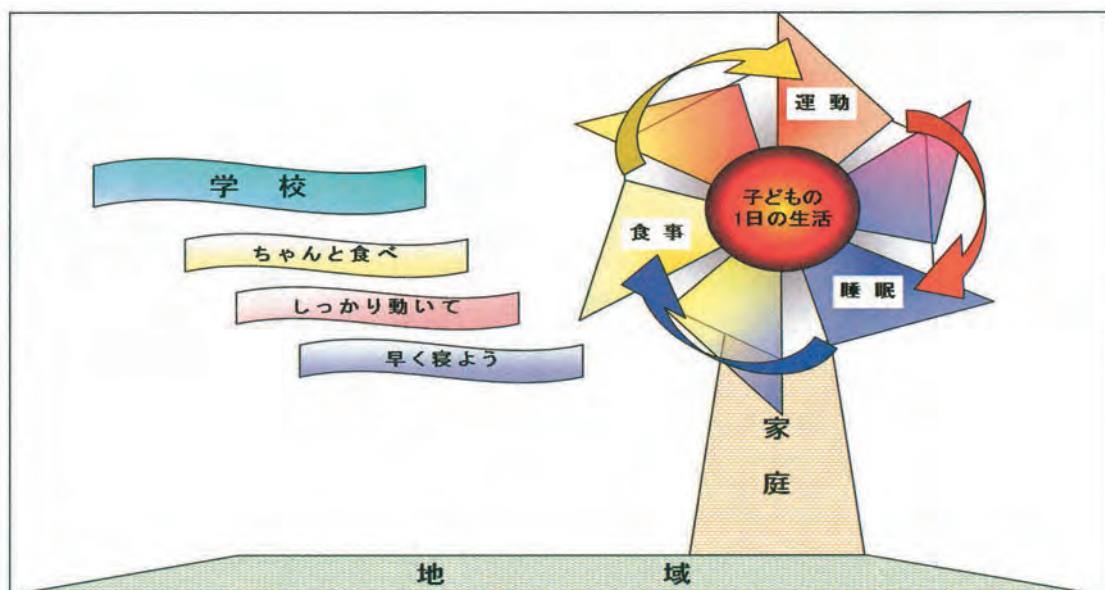 学校
ちゃんと食べ
しっかり動いて
早く寝よう
運動
子どもの
1日の生活
食事
睡眠
家
庭
地域